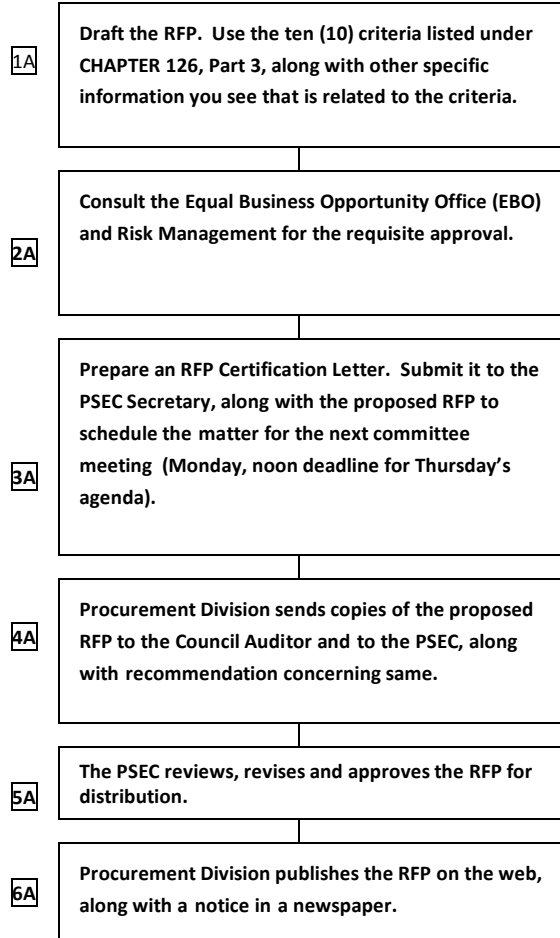 1A
Draft the RFP.  Use the ten (10) criteria listed under
CHAPTER 126, Part 3, along with other specific
information you see that is related to the criteria.
2A
Consult the Equal Business Opportunity Office (EBO)
and Risk Management for the requisite approval.
3A
Prepare an RFP Certification Letter.  Submit it to the
PSEC Secretary, along with the proposed RFP to
schedule the matter for the next committee
meeting  (Monday, noon deadline for Thursday’s
agenda).
4A
Procurement Division sends copies of the proposed
RFP to the Council Auditor and to the PSEC, along
with recommendation concerning same.
5A
The PSEC reviews, revises and approves the RFP for
distribution.
6A
Procurement Division publishes the RFP on the web,
along with a notice in a newspaper.